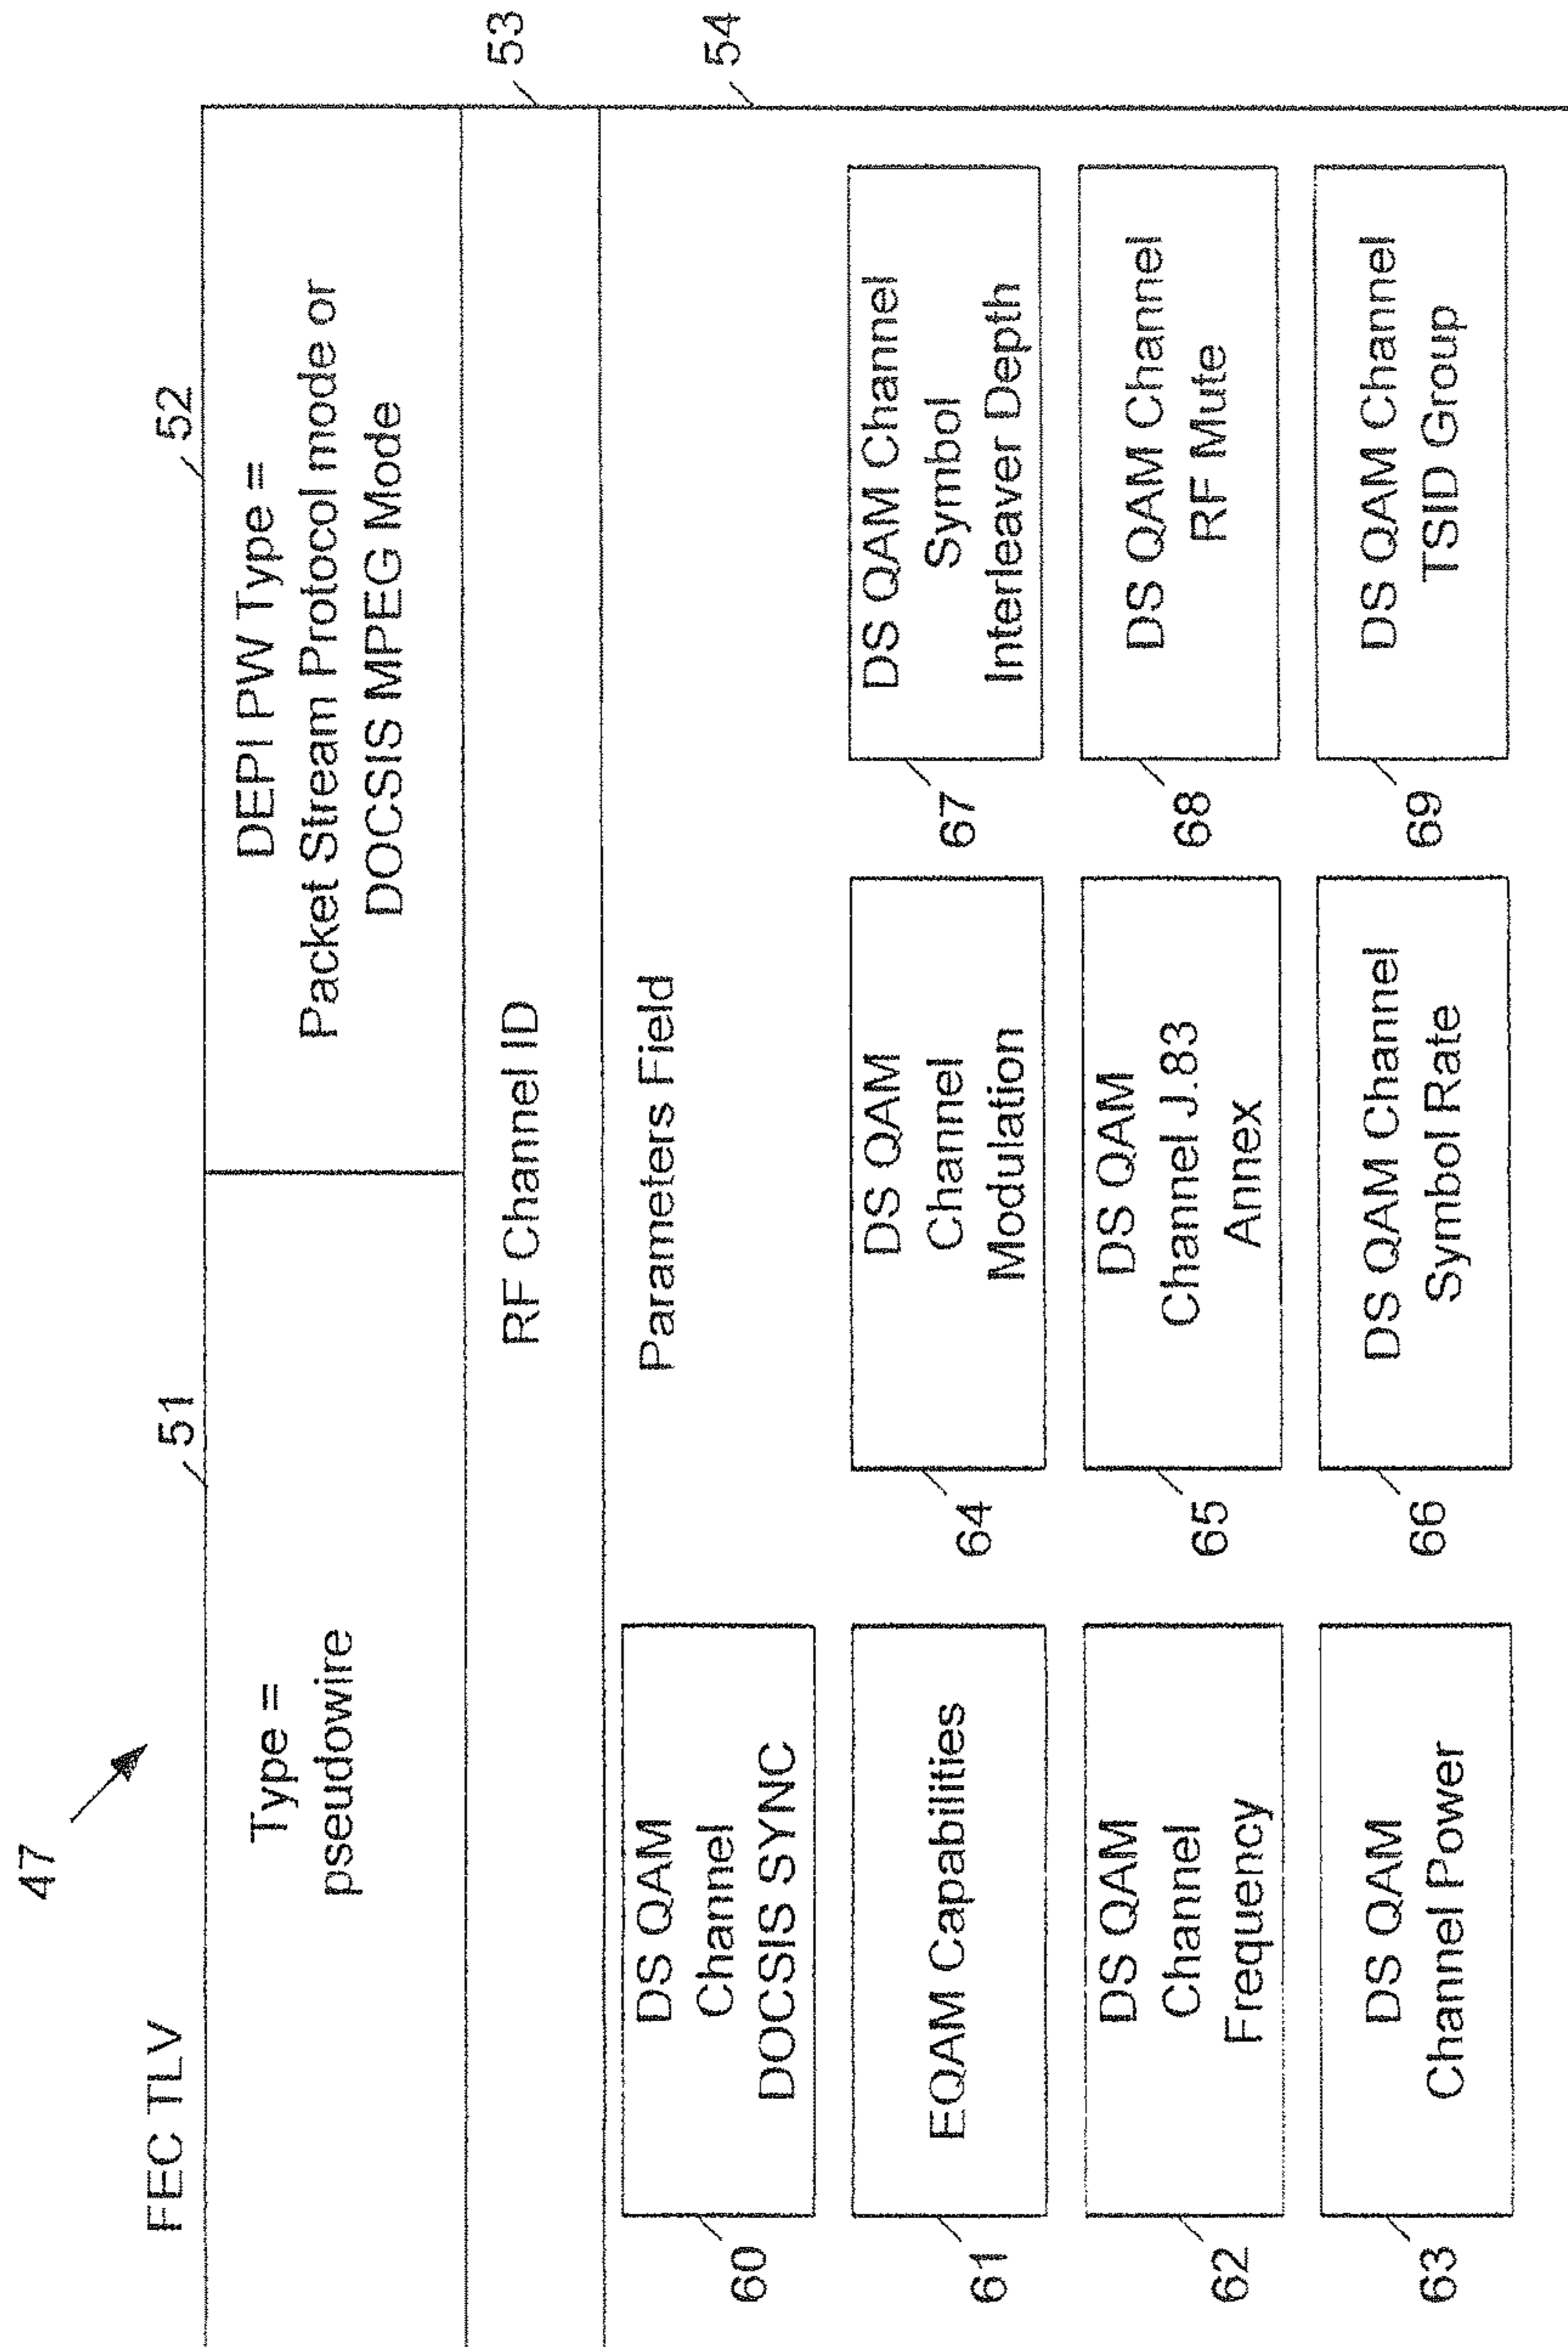 47
FEC TLV
51
52
Type =
pseudowire
DEPI PW Type =
Packet Stream Protocol mode or
DOCSIS MPEG Mode
RF Channel ID
53
Parameters Field
54
DS QAM
Channel
DOCSIS SYNC
60
EQAM Capabilities
61
DS QAM
Channel
Frequency
62
DS QAM
Channel Power
63
DS QAM
Channel
Modulation
64
DS QAM
Channel J.83
Annex
65
DS QAM Channel
Symbol Rate
66
DS QAM Channel
Symbol
Interleaver Depth
67
DS QAM Channel
RF Mute
68
DS QAM Channel
TSID Group
69